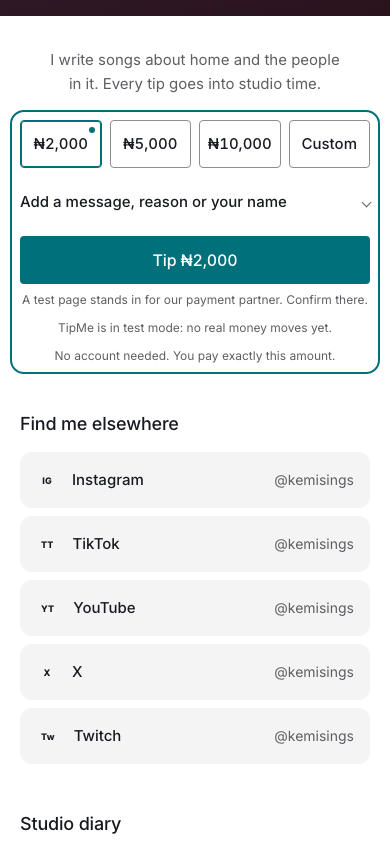 I write songs about home and the people
in it. Every tip goes into studio time.
₦2,000 ₦5,000 ₦10,000 Custom
Add a message, reason or your name
Tip ₦2,000
A test page stands in for our payment partner. Confirm there.
TipMe is in test mode: no real money moves yet.
No account needed. You pay exactly this amount.
Find me elsewhere
IG Instagram @kemisings
TT TikTok @kemisings
YT YouTube @kemisings
X X @kemisings
Tw Twitch @kemisings
Studio diary